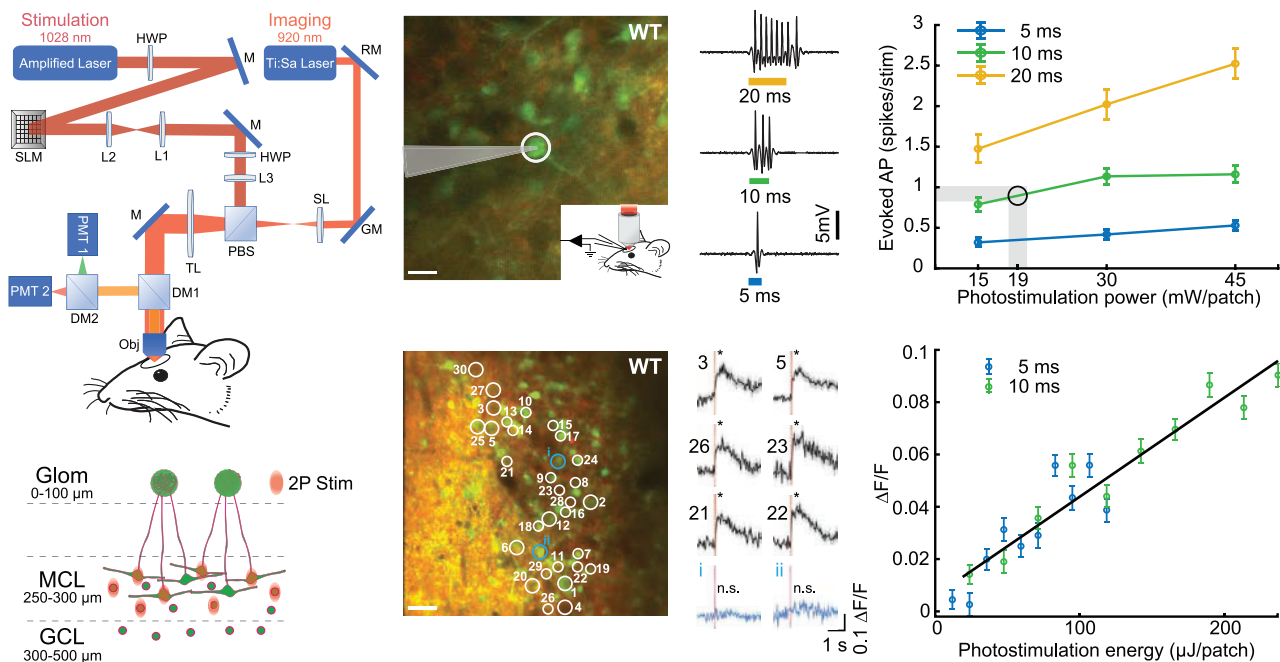 Stimulation
1028 nm
Imaging
920 nm
HWP
M
RM
Amplified Laser
Ti:Sa Laser
SLM
L2
L1
M
HWP
L3
SL
M
PBS
GM
TL
PMT 1
PMT 2
DM1
DM2
Obj
Glom
0-100 µm
2P Stim
MCL
250-300 µm
GCL
300-500 µm
WT
20 ms
10 ms
5 ms
5mV
5 ms
10 ms
20 ms
Evoked AP (spikes/stim)
3
2.5
2
1.5
1
0.5
0
15 19 30 45
Photostimulation power (mW/patch)
WT
30
27
3
10
13
25
5
14
15
17
i
24
21
9
8
23
28
2
16
12
18
6
ii
7
11
29
19
20
22
1
26
4
3 *
5 *
26 *
23 *
21 *
22 *
i
n.s.
ii
n.s.
1 s
0.1 ΔF/F
5 ms
10 ms
ΔF/F
0.1
0.08
0.06
0.04
0.02
0
0 100 200
Photostimulation energy (µJ/patch)